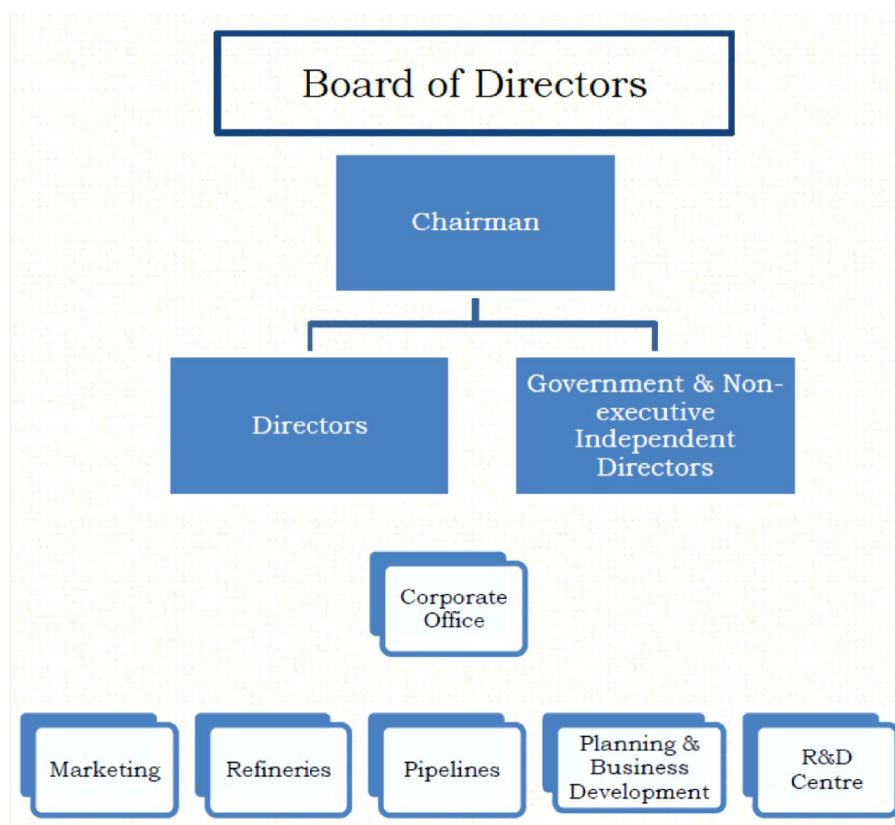 Board of Directors
Chairman
Directors
Government & Non-
executive
Independent
Directors
Corporate
Office
Marketing
Refineries
Pipelines
Planning &
Business
Development
R&D
Centre